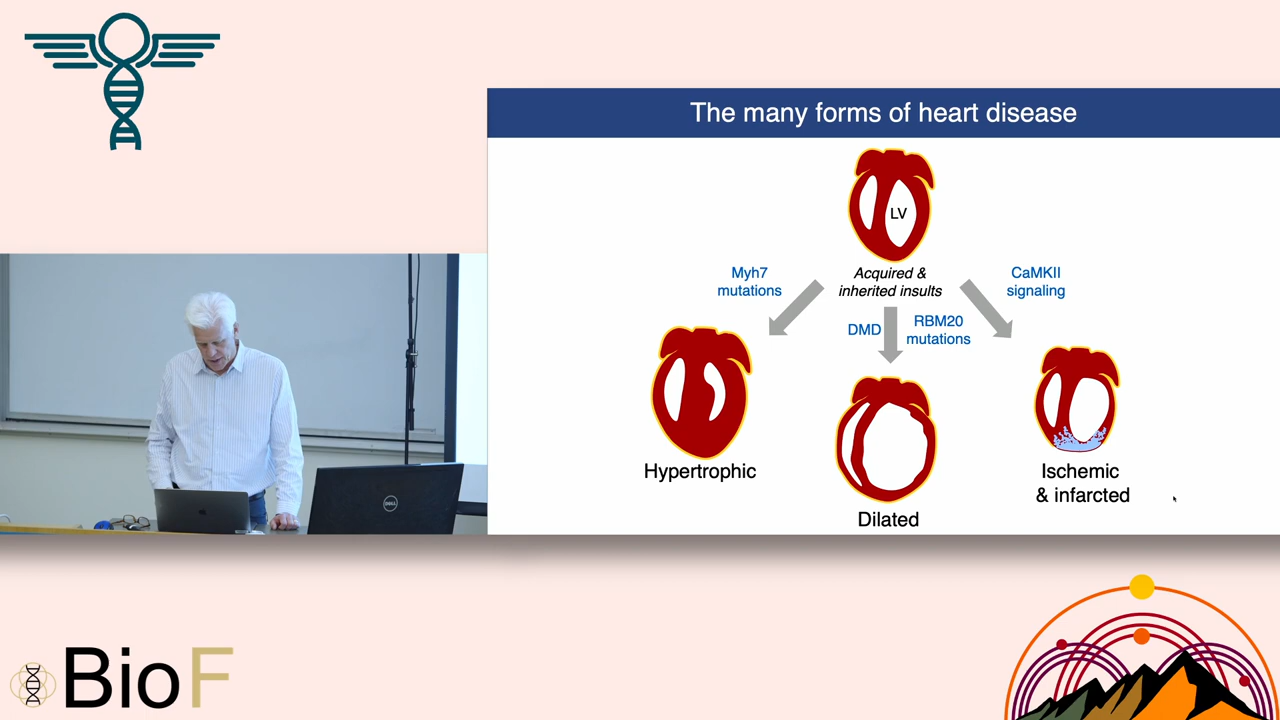 The many forms of heart disease
LV
Myh7
mutations
Acquired &
inherited insults
CaMKII
signaling
DMD
RBM20
mutations
Hypertrophic
Dilated
Ischemic
& infarcted
DELL
BioF